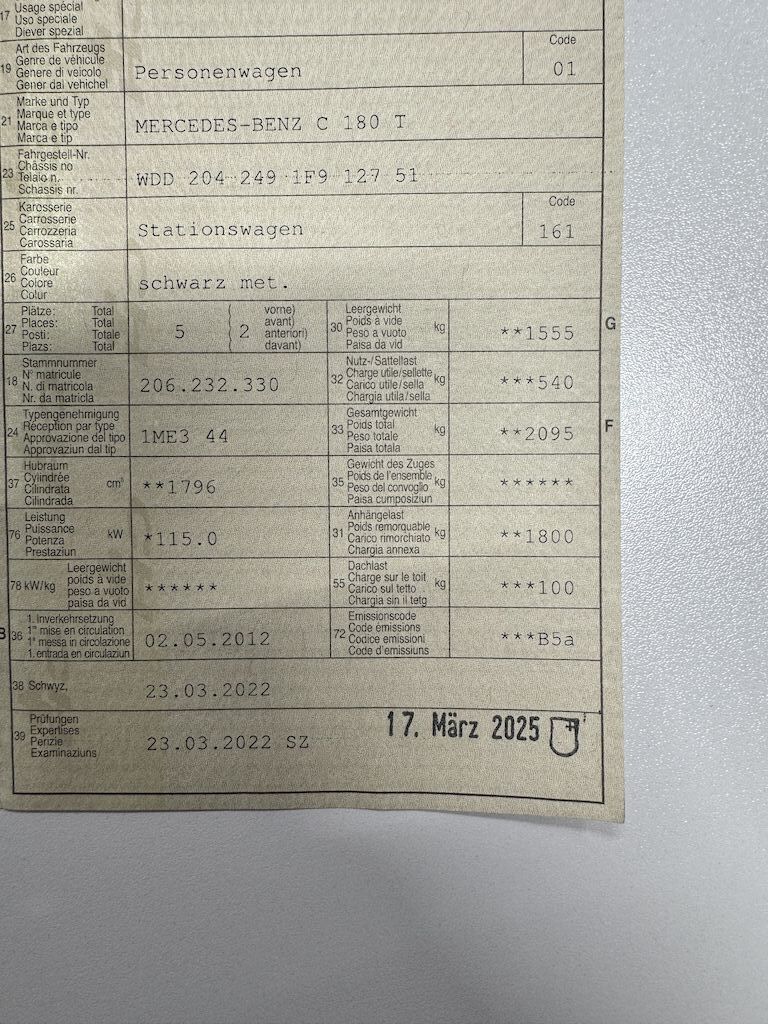 17 Usage spécial
Uso speciale
Diever spezial
19 Art des Fahrzeugs
Genre de véhicule
Genere di veicolo
Gener dal vehichel
Personenwagen
Code
01
21 Marke und Typ
Marque et type
Marca e tipo
Marca e tip
MERCEDES-BENZ C 180 T
23 Fahrgestell-Nr.
Châssis no
Telaio n.
Schassis nr.
WDD 204 249 1F9 127 51
25 Karosserie
Carrosserie
Carrozzeria
Carossaria
Stationswagen
Code
161
26 Farbe
Couleur
Colore
Colur
schwarz met.
27 Plätze: Total
Places: Total
Posti: Totale
Plazs: Total
5
( vorne)
( avant)
( anteriori)
( davant)
2
30 Leergewicht
Poids à vide
Peso a vuoto
Paisa da vid
kg
**1555
G
18 Stammnummer
N° matricule
N. di matricola
Nr. da matricla
206.232.330
32 Nutz-/Sattellast
Charge utile/sellette
Carico utile/sella
Chargia utila/sella
kg
***540
24 Typengenehmigung
Réception par type
Approvazione del tipo
Approvaziun dal tip
1ME3 44
33 Gesamtgewicht
Poids total
Peso totale
Paisa totala
kg
**2095
F
37 Hubraum
Cylindrée
Cilindrata
Cilindrada
cm³
**1796
35 Gewicht des Zuges
Poids de l'ensemble
Peso del convoglio
Paisa cumposiziun
kg
******
76 Leistung
Puissance
Potenza
Prestaziun
kW
*115.0
31 Anhängelast
Poids remorquable
Carico rimorchiato
Chargia annexa
kg
**1800
78 kW/kg
Leergewicht
poids à vide
peso a vuoto
paisa da vid
******
55 Dachlast
Charge sur le toit
Carico sul tetto
Chargia sin il tetg
kg
***100
B 36 1. Inverkehrsetzung
1re mise en circulation
1a messa in circolazione
1. entrada en circulaziun
02.05.2012
72 Emissionscode
Code émissions
Codice emissioni
Code d'emissiuns
***B5a
38 Schwyz,
23.03.2022
39 Prüfungen
Expertises
Perizie
Examinaziuns
23.03.2022 SZ
17. März 2025